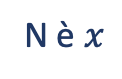 N è 𝑥